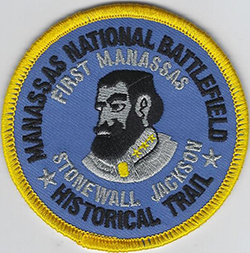 MANASSAS NATIONAL BATTLEFIELD
FIRST MANASSAS
STONEWALL JACKSON
HISTORICAL TRAIL